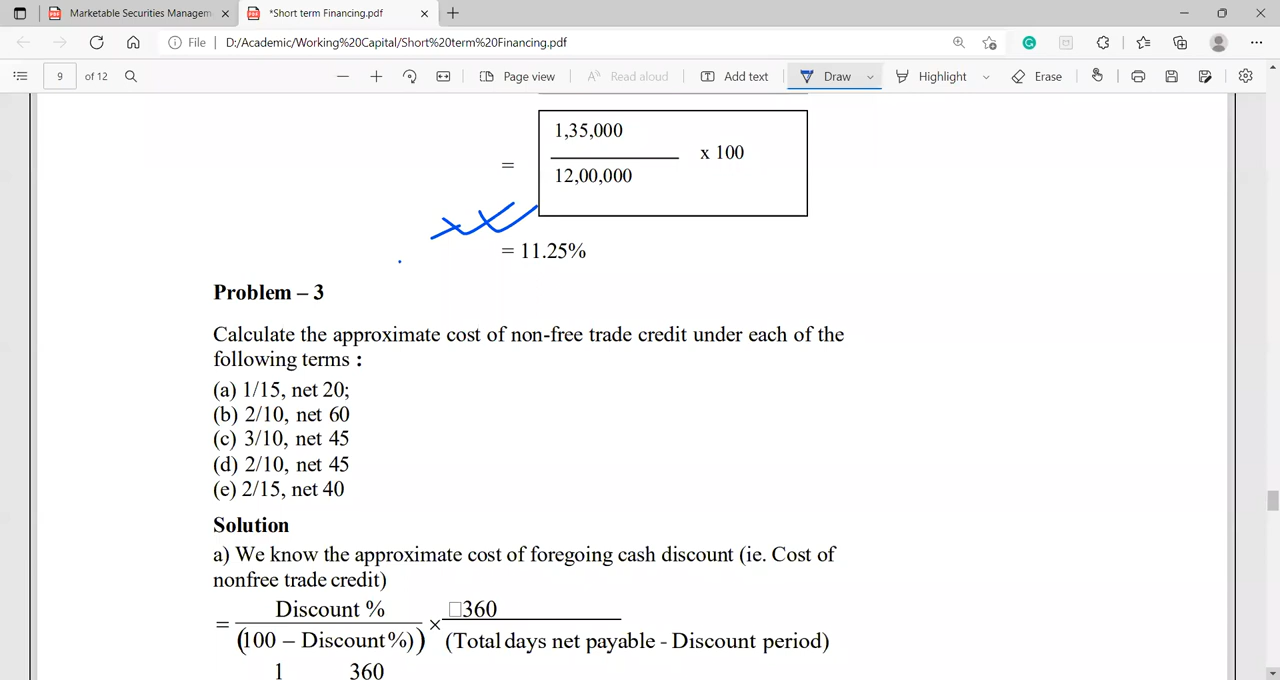 Marketable Securities Managem
*Short term Financing.pdf
File D:/Academic/Working%20Capital/Short%20term%20Financing.pdf
9 of 12 Page view Read aloud Add text Draw Highlight Erase
1,35,000
= x 100
12,00,000
= 11.25%
Problem – 3
Calculate the approximate cost of non-free trade credit under each of the
following terms :
(a) 1/15, net 20;
(b) 2/10, net 60
(c) 3/10, net 45
(d) 2/10, net 45
(e) 2/15, net 40
Solution
a) We know the approximate cost of foregoing cash discount (ie. Cost of
nonfree trade credit)
Discount % □360
= ×
(100 – Discount%)) (Total days net payable - Discount period)
1 360